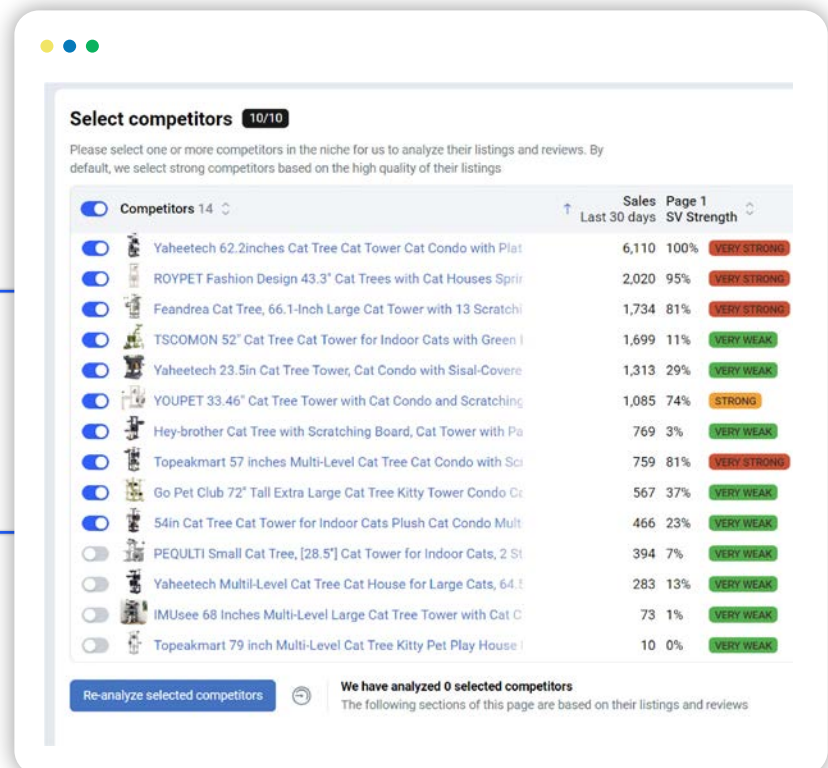 Select competitors 10/10
Please select one or more competitors in the niche for us to analyze their listings and reviews. By
default, we select strong competitors based on the high quality of their listings
Competitors 14 Sales Last 30 days Page 1 SV Strength
Yaheetech 62.2inches Cat Tree Cat Tower Cat Condo with Plat 6,110 100% VERY STRONG
ROYPET Fashion Design 43.3" Cat Trees with Cat Houses Sprin 2,020 95% VERY STRONG
Feandrea Cat Tree, 66.1-Inch Large Cat Tower with 13 Scratchi 1,734 81% VERY STRONG
TSCOMON 52" Cat Tree Cat Tower for Indoor Cats with Green 1,699 11% VERY WEAK
Yaheetech 23.5in Cat Tree Tower, Cat Condo with Sisal-Covere 1,313 29% VERY WEAK
YOUPET 33.46" Cat Tree Tower with Cat Condo and Scratching 1,085 74% STRONG
Hey-brother Cat Tree with Scratching Board, Cat Tower with Pa 769 3% VERY WEAK
Topeakmart 57 inches Multi-Level Cat Tree Cat Condo with Scr 759 81% VERY STRONG
Go Pet Club 72" Tall Extra Large Cat Tree Kitty Tower Condo Ca 567 37% VERY WEAK
54in Cat Tree Cat Tower for Indoor Cats Plush Cat Condo Mult 466 23% VERY WEAK
PEQULTI Small Cat Tree, [28.5"] Cat Tower for Indoor Cats, 2 St 394 7% VERY WEAK
Yaheetech Multil-Level Cat Tree Cat House for Large Cats, 64.5 283 13% VERY WEAK
IMUsee 68 Inches Multi-Level Large Cat Tree Tower with Cat C 73 1% VERY WEAK
Topeakmart 79 inch Multi-Level Cat Tree Kitty Pet Play House 10 0% VERY WEAK
Re-analyze selected competitors
We have analyzed 0 selected competitors
The following sections of this page are based on their listings and reviews